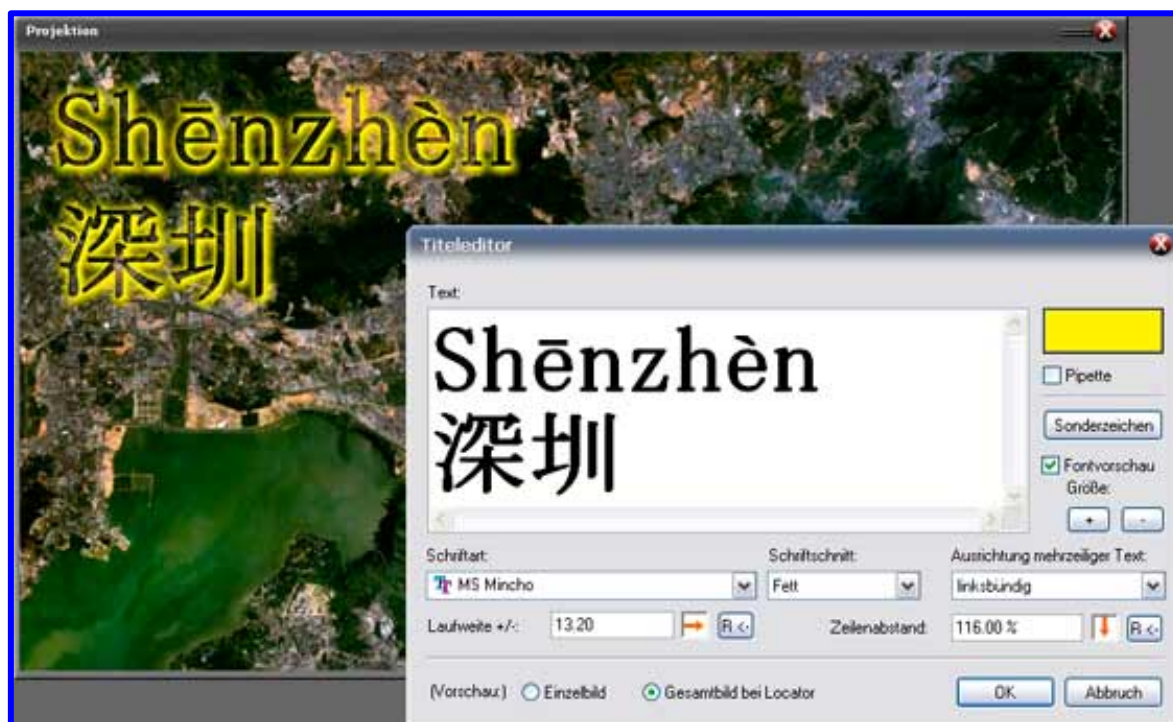 Projektion
Shēnzhèn
深圳
Titeleditor
Text:
Shēnzhèn
深圳
Pipette
Sonderzeichen
Fontvorschau
Größe:
+ -
Schriftart: Schriftschnitt: Ausrichtung mehrzeiliger Text:
MS Mincho Fett linksbündig
Laufweite +/-: 13.20 R <· Zeilenabstand: 116.00 % R <·
(Vorschau:) Einzelbild Gesamtbild bei Locator OK Abbruch